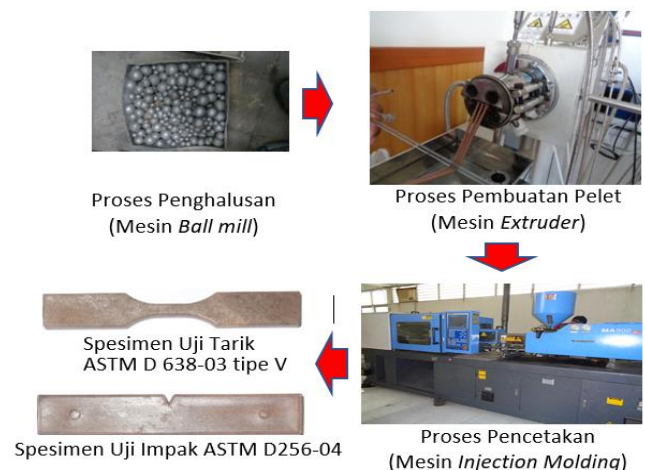 Proses Penghalusan
(Mesin Ball mill)
Proses Pembuatan Pelet
(Mesin Extruder)
Spesimen Uji Tarik
ASTM D 638-03 tipe V
Spesimen Uji Impak ASTM D256-04
MA900
Proses Pencetakan
(Mesin Injection Molding)